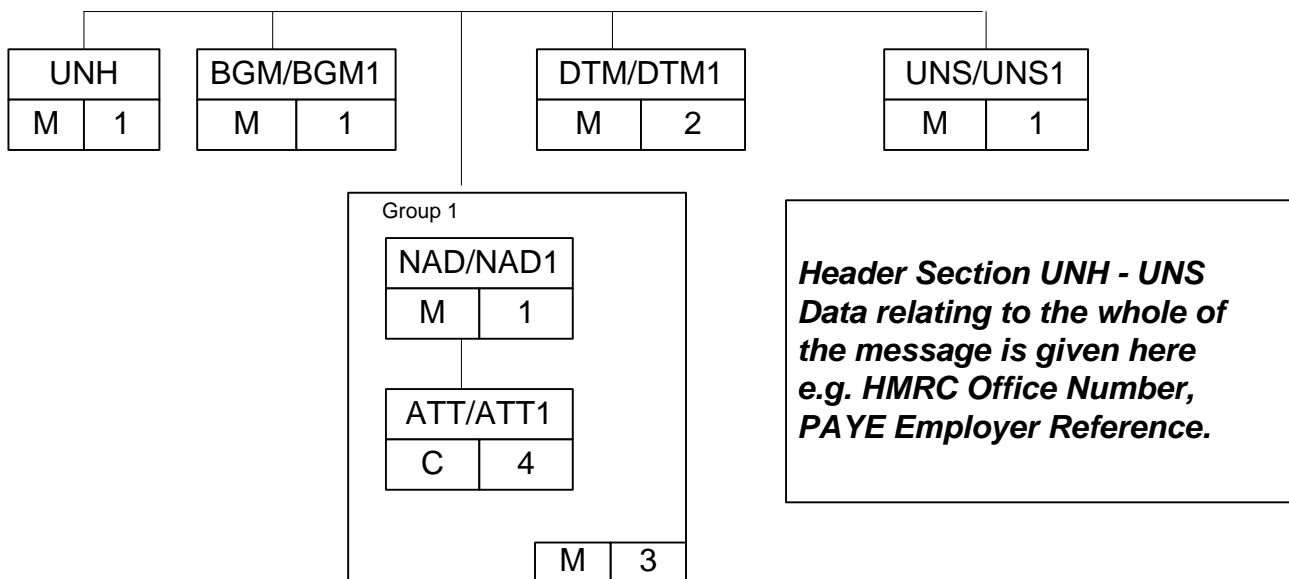 UNH
M 1
BGM/BGM1
M 1
DTM/DTM1
M 2
UNS/UNS1
M 1
Group 1
NAD/NAD1
M 1
ATT/ATT1
C 4
M 3
Header Section UNH - UNS
Data relating to the whole of
the message is given here
e.g. HMRC Office Number,
PAYE Employer Reference.